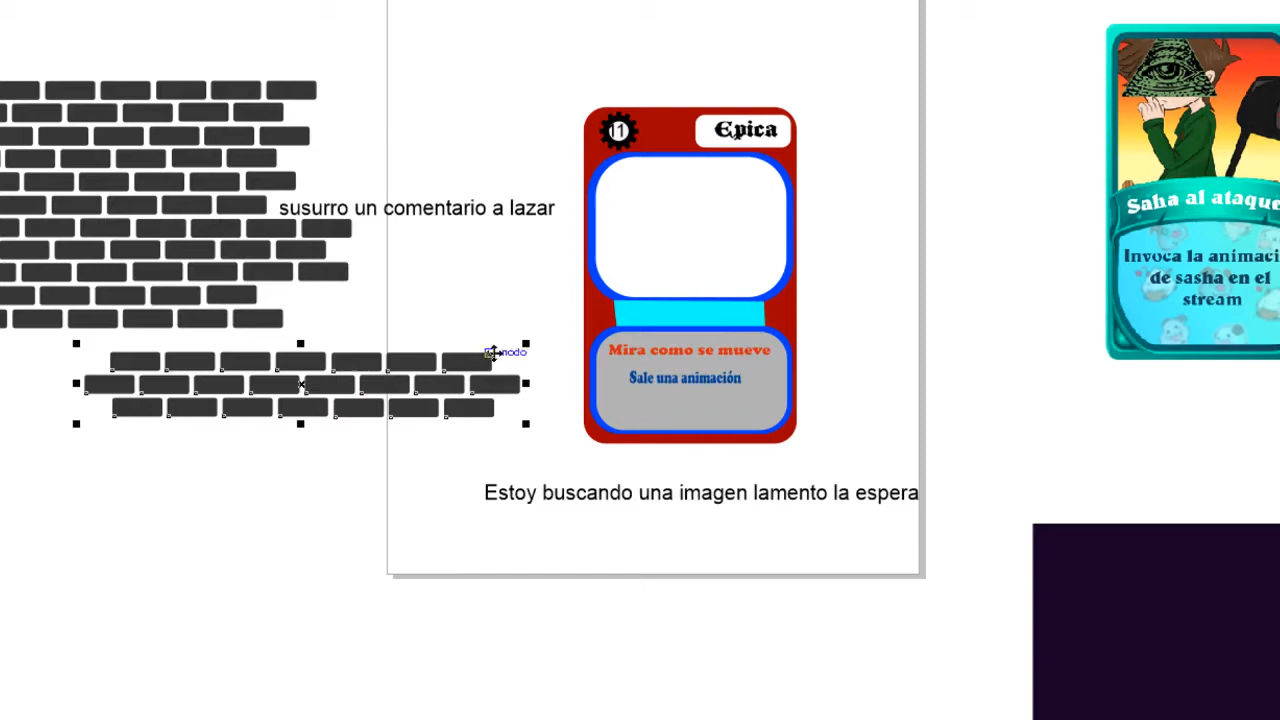 11
Epica
susurro un comentario a lazar
Mira como se mueve
Sale una animación
Estoy buscando una imagen lamento la espera
nodo
Saha al ataque
Invoca la animaci
de sasha en el
stream